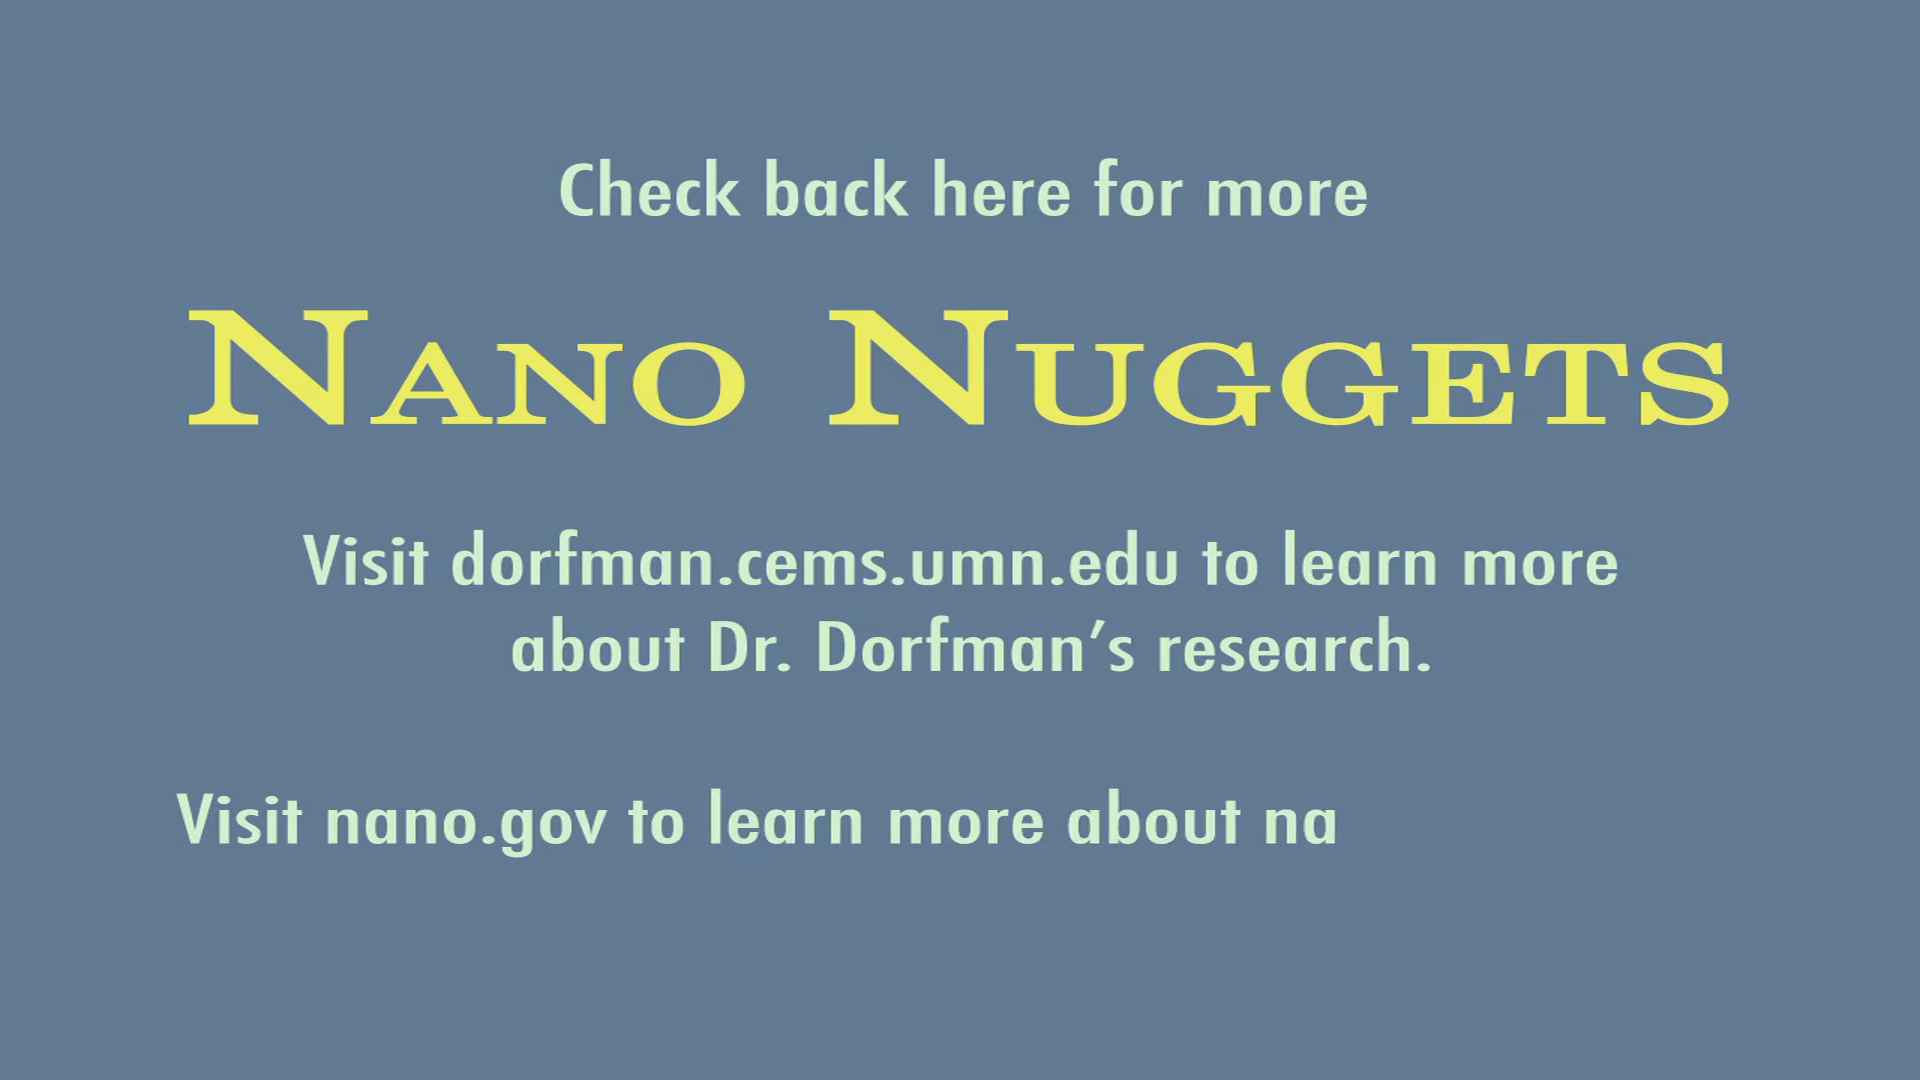 Check back here for more
NANO NUGGETS
Visit dorfman.cems.umn.edu to learn more
about Dr. Dorfman's research.
Visit nano.gov to learn more about na